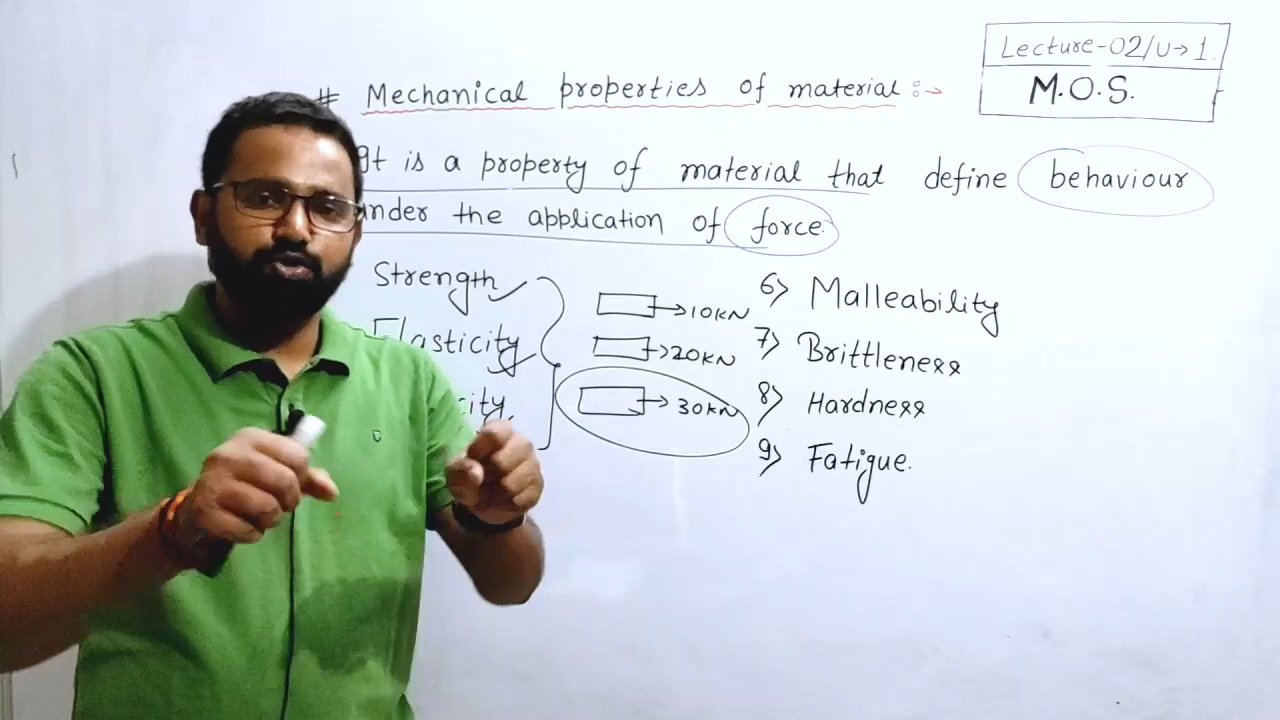 Lecture-02/U→1.
M.O.S.
# Mechanical properties of material :→
It is a property of material that define behaviour
under the application of force.
Strength
Elasticity
10KN
20KN
30KN
6> Malleability
7> Brittleness
8> Hardness
9> Fatigue.